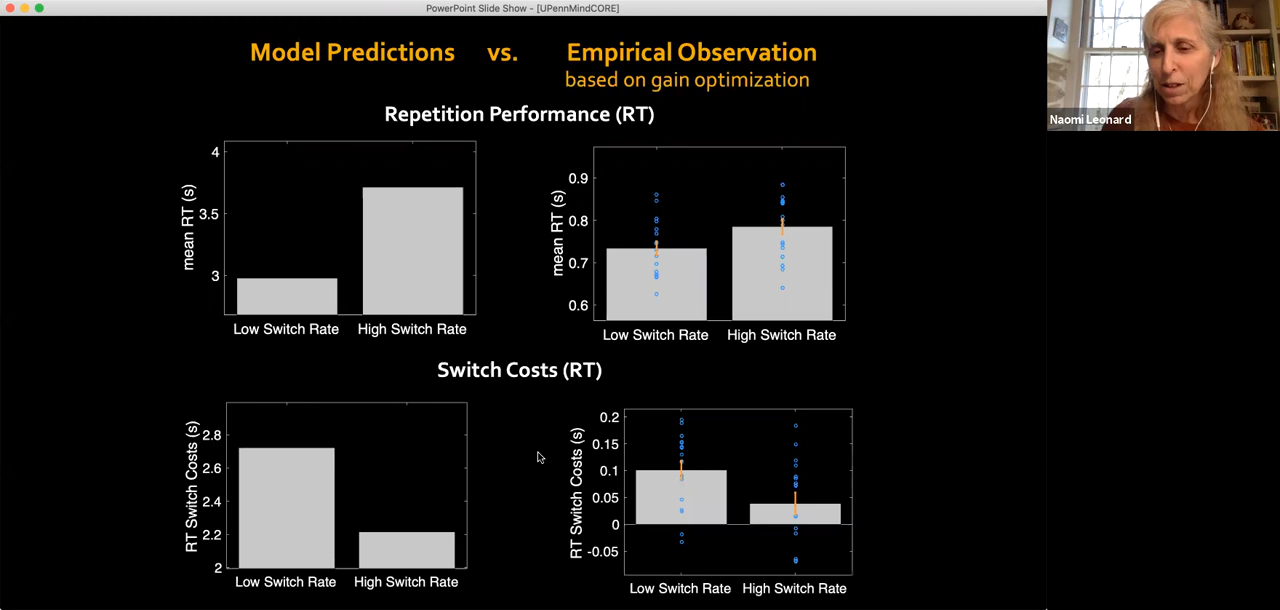 PowerPoint Slide Show - [UPennMindCORE]
Model Predictions vs. Empirical Observation
based on gain optimization
Naomi Leonard
Repetition Performance (RT)
mean RT (s)
4
3.5
3
Low Switch Rate High Switch Rate
mean RT (s)
0.9
0.8
0.7
0.6
Low Switch Rate High Switch Rate
Switch Costs (RT)
RT Switch Costs (s)
2.8
2.6
2.4
2.2
2
Low Switch Rate High Switch Rate
RT Switch Costs (s)
0.2
0.15
0.1
0.05
0
-0.05
Low Switch Rate High Switch Rate